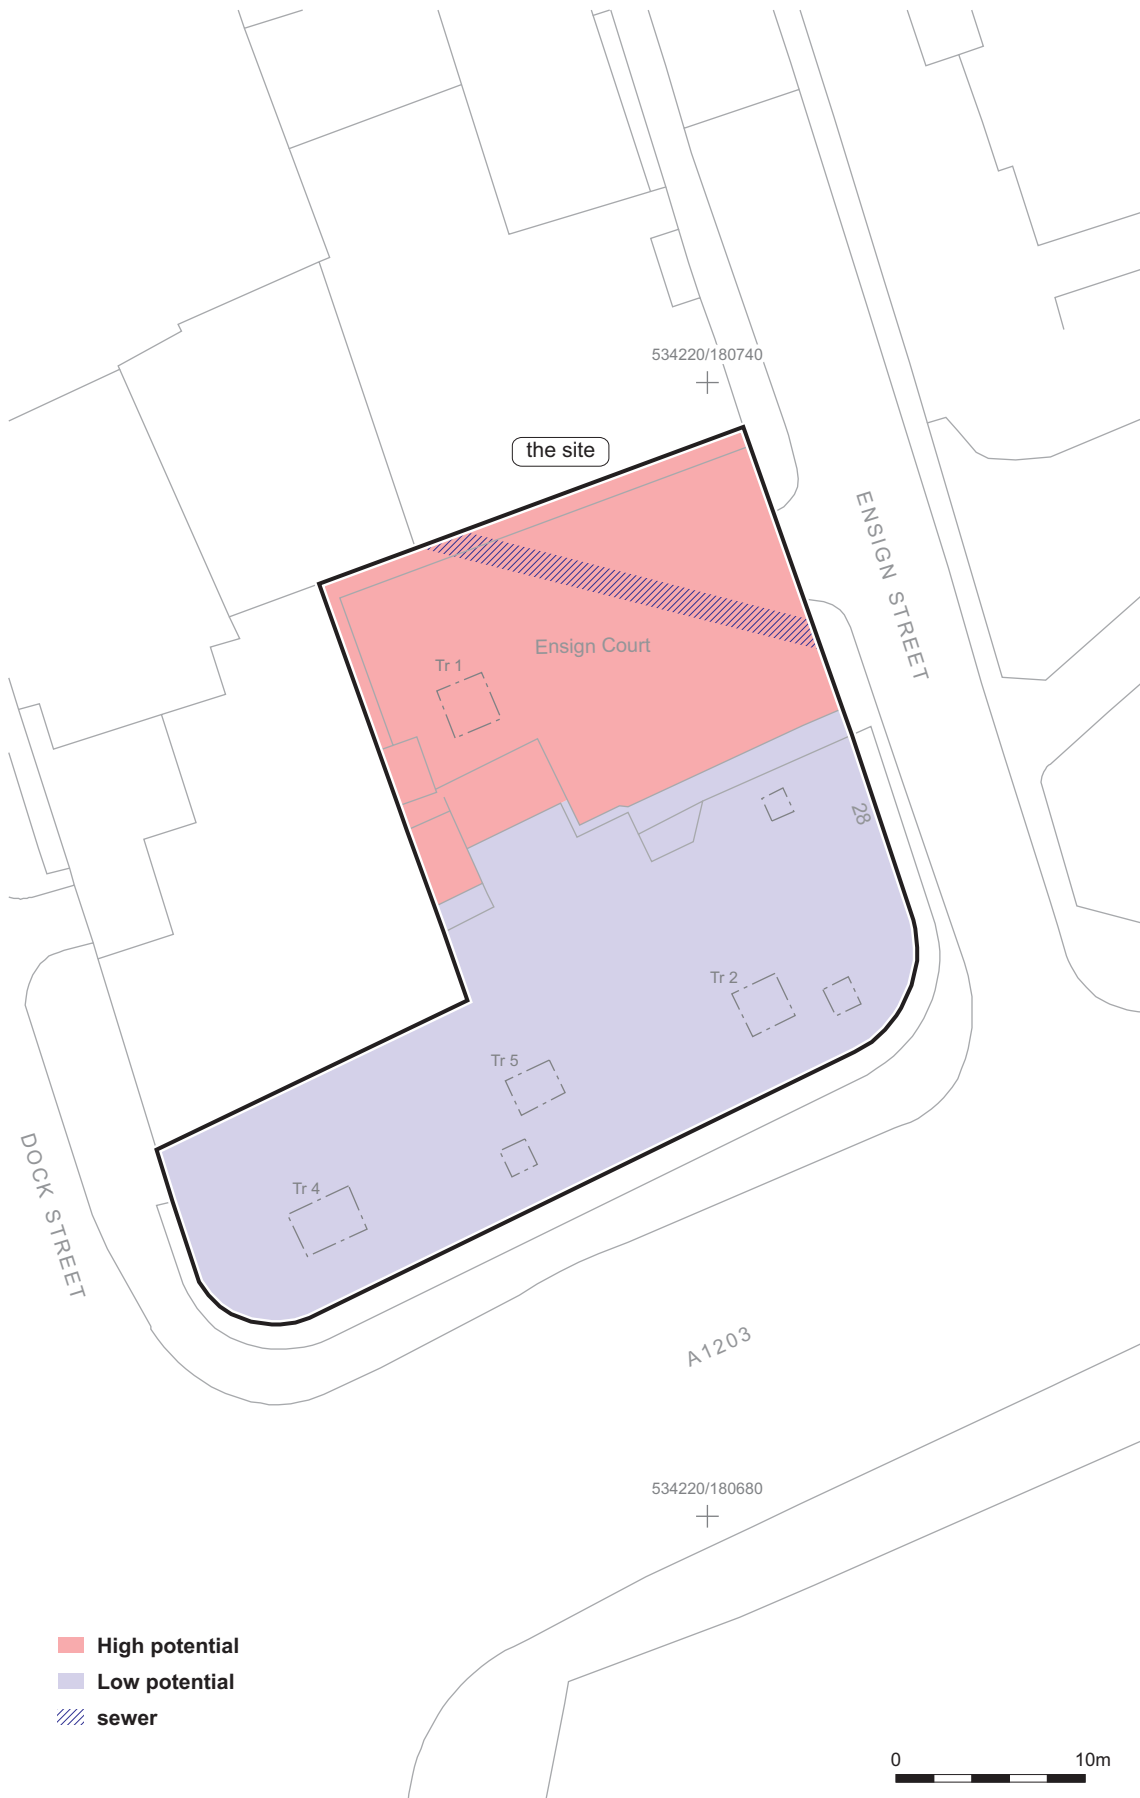 534220/180740
the site
ENSIGN STREET
Ensign Court
Tr 1
28
Tr 2
Tr 5
DOCK STREET
Tr 4
A1203
534220/180680
High potential
Low potential
sewer
0 10m